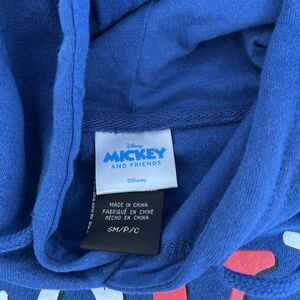 Disney
MICKEY
AND FRIENDS
©Disney
MADE IN CHINA
FABRIQUÉ EN CHINE
HECHO EN CHINA
SM/P/C